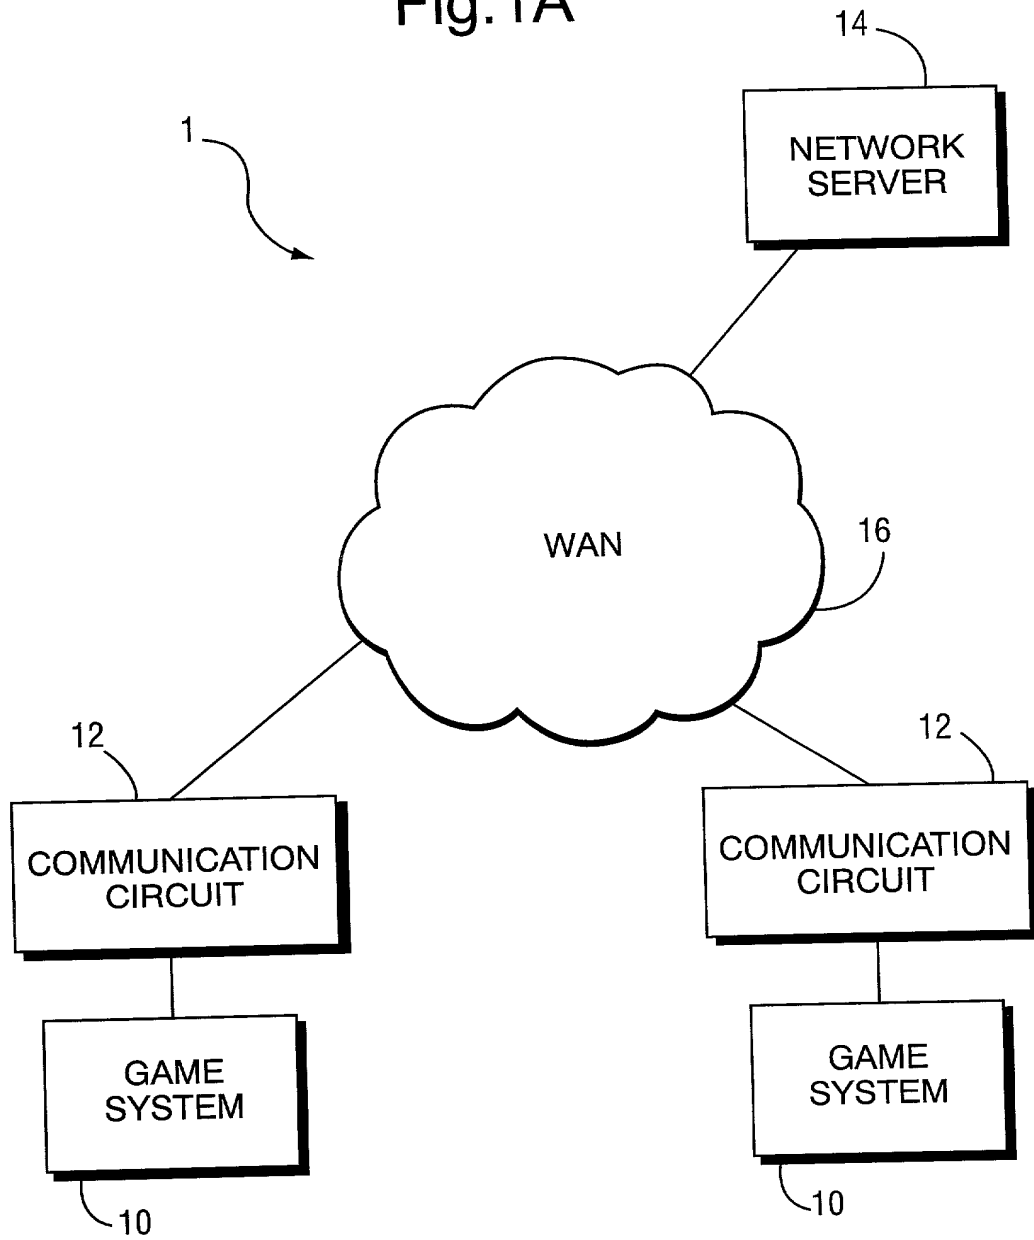 Fig.1A
14
1
NETWORK
SERVER
WAN
16
12
12
COMMUNICATION
CIRCUIT
COMMUNICATION
CIRCUIT
GAME
SYSTEM
GAME
SYSTEM
10
10